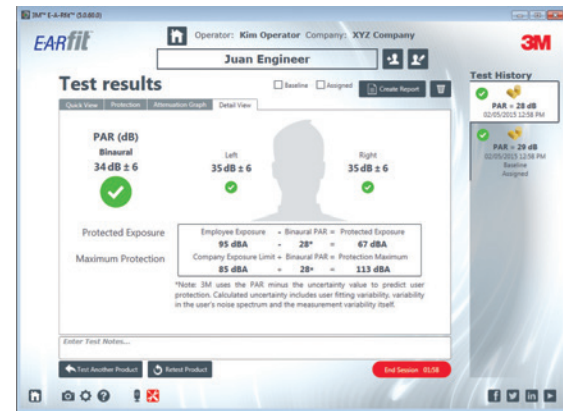 3M™ E-A-Rfit™ (5.0.60.0)
EARfit
Operator: Kim Operator Company: XYZ Company
3M
Juan Engineer
Test results
Baseline Assigned
Create Report
Test History
Quick View Protection Attenuation Graph Detail View
PAR = 28 dB
02/05/2015 12:58 PM
PAR (dB)
Binaural
34 dB ± 6
Left
35 dB ± 6
Right
35 dB ± 6
PAR = 29 dB
02/05/2015 12:58 PM
Baseline
Assigned
Protected Exposure
Employee Exposure - Binaural PAR = Protected Exposure
95 dBA - 28* = 67 dBA
Maximum Protection
Company Exposure Limit + Binaural PAR = Protection Maximum
85 dBA + 28* = 113 dBA
*Note: 3M uses the PAR minus the uncertainty value to predict user
protection. Calculated uncertainty includes user fitting variability, variability
in the user's noise spectrum and the measurement variability itself.
Enter Test Notes...
Test Another Product
Retest Product
End Session 01:58